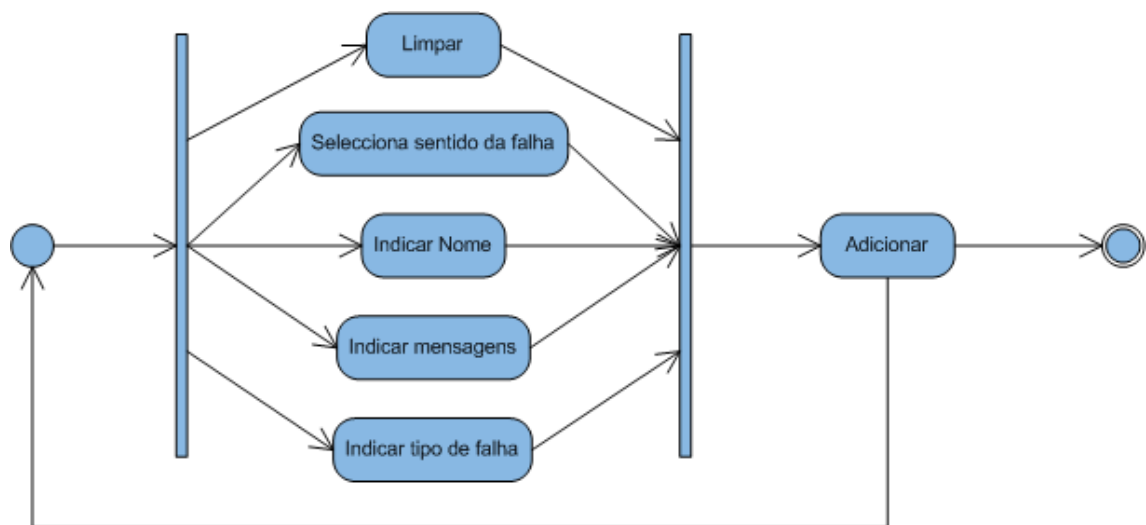 Limpar
Selecciona sentido da falha
Indicar Nome
Adicionar
Indicar mensagens
Indicar tipo de falha